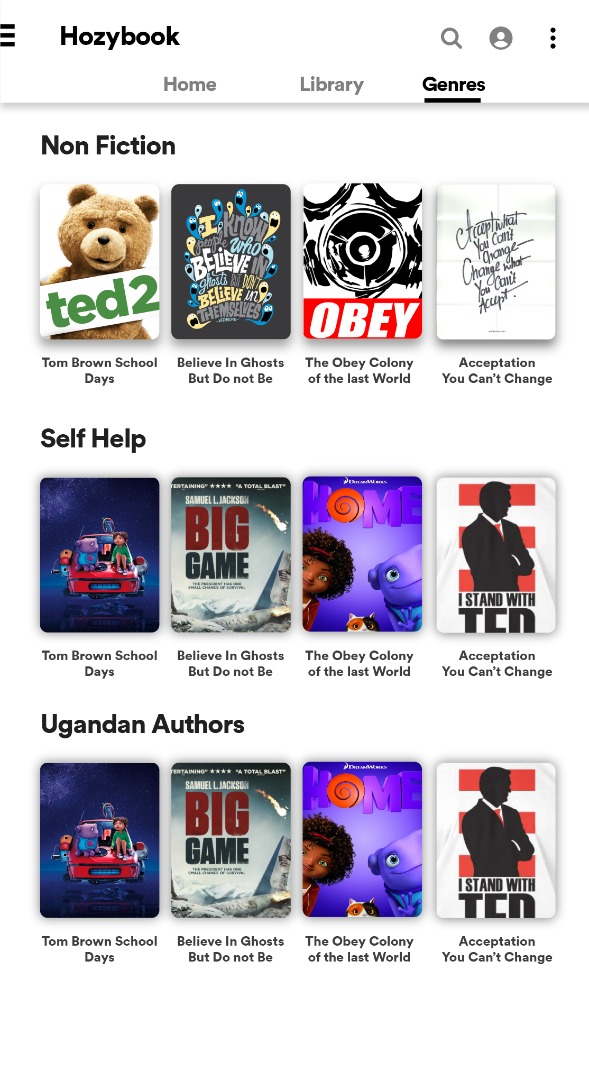 Hozybook
Home Library Genres
Non Fiction
ted2
I KNOW
people WHO
BELIEVE IN
ghosts BUT DON'T
BELIEVE in
THEMSELVES
OBEY
Accept what
You Can't
Change
Change what
You Can't
Accept.
Tom Brown School
Days
Believe In Ghosts
But Do not Be
The Obey Colony
of the last World
Acceptation
You Can't Change
Self Help
TERTAINING" ★★★★ "A TOTAL BLAST"
SAMUEL L. JACKSON
BIG
GAME
THE PRESIDENT HAS ONE
SMALL CHANCE OF SURVIVAL.
DREAMWORKS
HOME
I STAND WITH
TED
Tom Brown School
Days
Believe In Ghosts
But Do not Be
The Obey Colony
of the last World
Acceptation
You Can't Change
Ugandan Authors
TERTAINING" ★★★★ "A TOTAL BLAST"
SAMUEL L. JACKSON
BIG
GAME
THE PRESIDENT HAS ONE
SMALL CHANCE OF SURVIVAL.
DREAMWORKS
HOME
I STAND WITH
TED
Tom Brown School
Days
Believe In Ghosts
But Do not Be
The Obey Colony
of the last World
Acceptation
You Can't Change